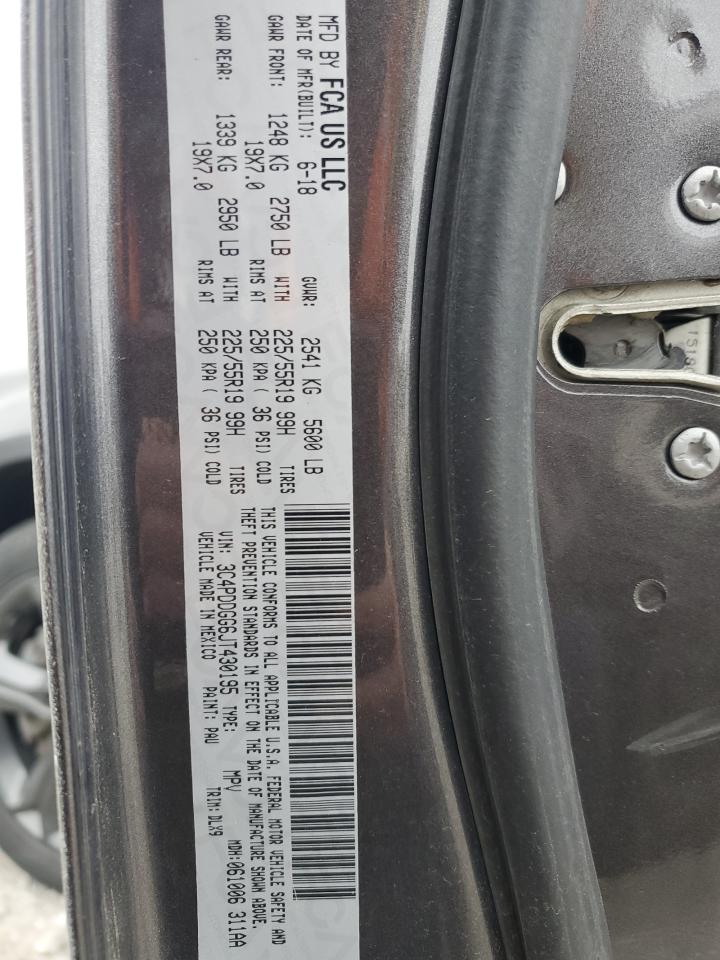 MFD BY FCA US LLC
DATE OF MFR(BUILT): 6-18 GVWR: 2541 KG 5600 LB
GAWR FRONT: 1248 KG 2750 LB WITH 225/55R19 99H TIRES
19X7.0 RIMS AT 250 KPA ( 36 PSI) COLD
GAWR REAR: 1339 KG 2950 LB WITH 225/55R19 99H TIRES
19X7.0 RIMS AT 250 KPA ( 36 PSI) COLD
THIS VEHICLE CONFORMS TO ALL APPLICABLE U.S.A. FEDERAL MOTOR VEHICLE SAFETY AND
THEFT PREVENTION STANDARDS IN EFFECT ON THE DATE OF MANUFACTURE SHOWN ABOVE.
VIN: 3C4PDDGG6JT430195 TYPE: MPV MDH:061006 311AA
VEHICLE MADE IN MEXICO PAINT: PAU TRIM: DLX9